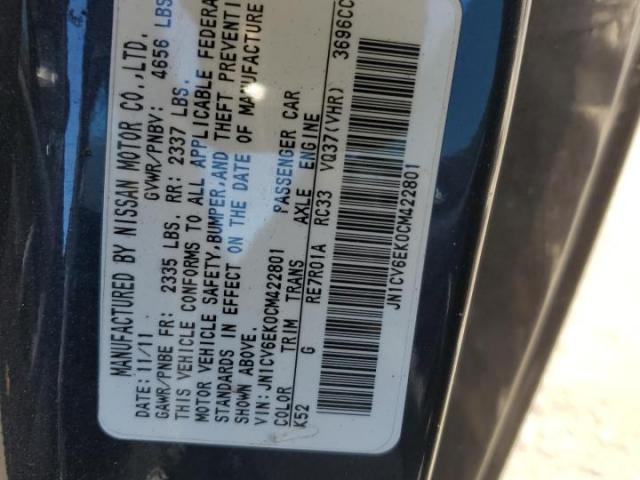 MANUFACTURED BY NISSAN MOTOR CO.,LTD.
DATE: 11/11 GVWR/PNBV: 4656 LBS
GAWR/PNBE FR: 2335 LBS. RR: 2337 LBS.
THIS VEHICLE CONFORMS TO ALL APPLICABLE FEDERA
MOTOR VEHICLE SAFETY,BUMPER,AND THEFT PREVENTI
STANDARDS IN EFFECT ON THE DATE OF MANUFACTURE
SHOWN ABOVE.
VIN: JN1CV6EK0CM422801 PASSENGER CAR
COLOR TRIM TRANS AXLE ENGINE
K52 G RE7R01A RC33 VQ37(VHR) 3696CC
JN1CV6EK0CM422801